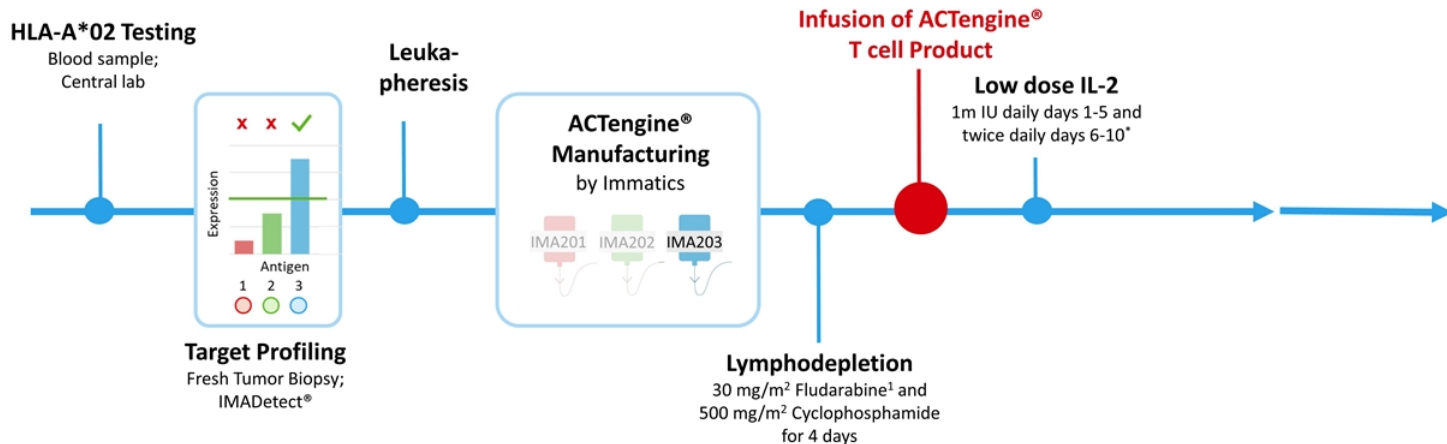 HLA-A*02 Testing
Blood sample;
Central lab
x x
Expression
Antigen
1 2 3
Target Profiling
Fresh Tumor Biopsy;
IMADetect®
Leuka-
pheresis
ACTengine®
Manufacturing
by Immatics
IMA201 IMA202 IMA203
Lymphodepletion
30 mg/m² Fludarabine¹ and
500 mg/m² Cyclophosphamide
for 4 days
Infusion of ACTengine®
T cell Product
Low dose IL-2
1m IU daily days 1-5 and
twice daily days 6-10*